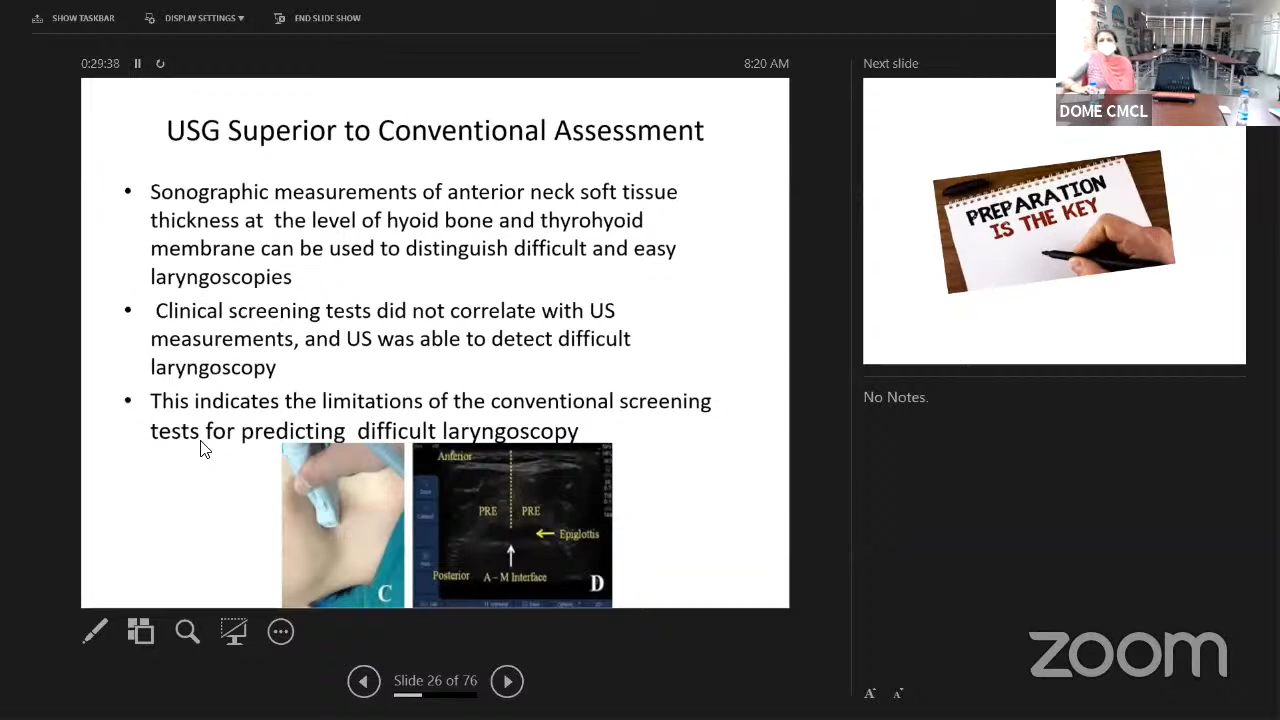 SHOW TASKBAR
DISPLAY SETTINGS
END SLIDE SHOW
0:29:38
8:20 AM
USG Superior to Conventional Assessment
• Sonographic measurements of anterior neck soft tissue
thickness at the level of hyoid bone and thyrohyoid
membrane can be used to distinguish difficult and easy
laryngoscopies
• Clinical screening tests did not correlate with US
measurements, and US was able to detect difficult
laryngoscopy
• This indicates the limitations of the conventional screening
tests for predicting difficult laryngoscopy
C
Anterior
PRE PRE
Epiglottis
Posterior A – M Interface
D
Slide 26 of 76
Next slide
DOME CMCL
PREPARATION
IS THE KEY
No Notes.
zoom
A A